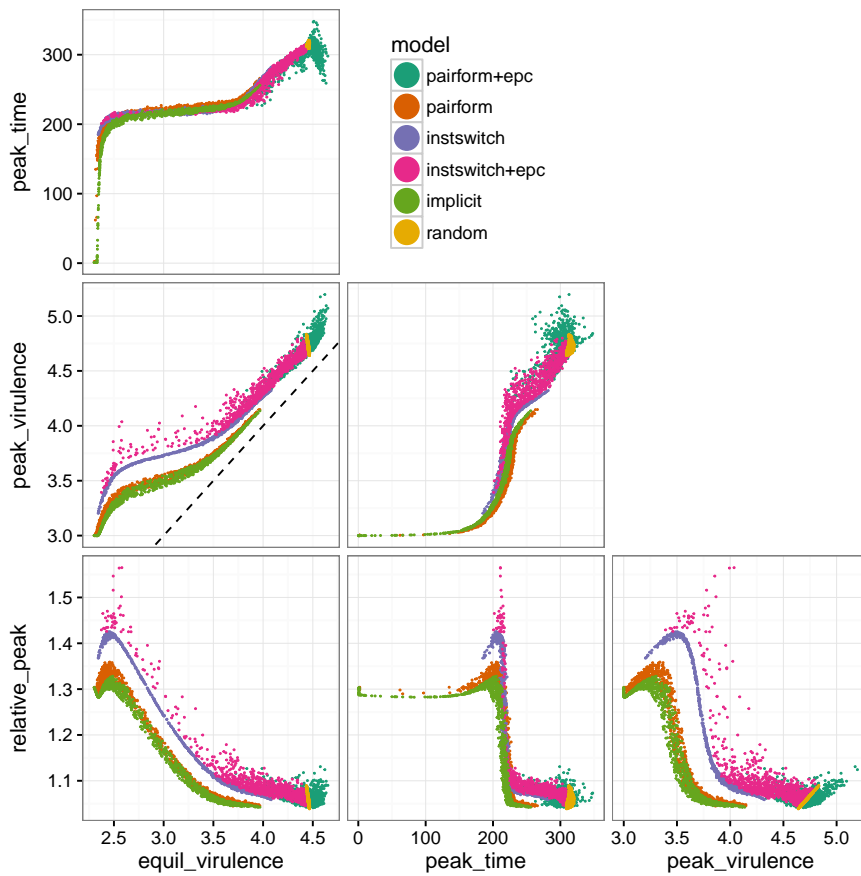 model
pairform+epc
pairform
instswitch
instswitch+epc
implicit
random
peak_time
300
200
100
0
peak_virulence
5.0
4.5
4.0
3.5
3.0
relative_peak
1.5
1.4
1.3
1.2
1.1
2.5 3.0 3.5 4.0 4.5
equil_virulence
0 100 200 300
peak_time
3.0 3.5 4.0 4.5 5.0
peak_virulence